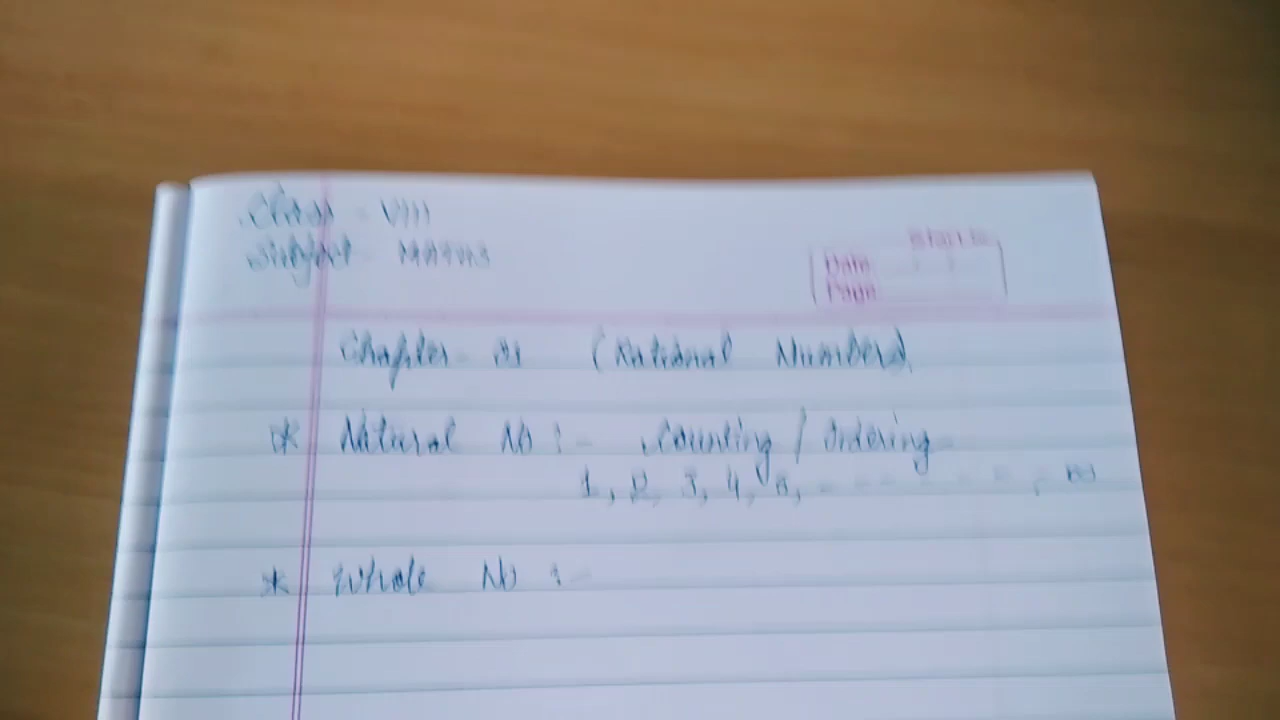 Class - VIII
Subject - MATHS
Date
Page
Chapter - 01 (Rational Numbers)
* Natural No :- Counting / Ordering
1, 2, 3, 4, 5, - - - - - - - , ∞
* Whole No :-